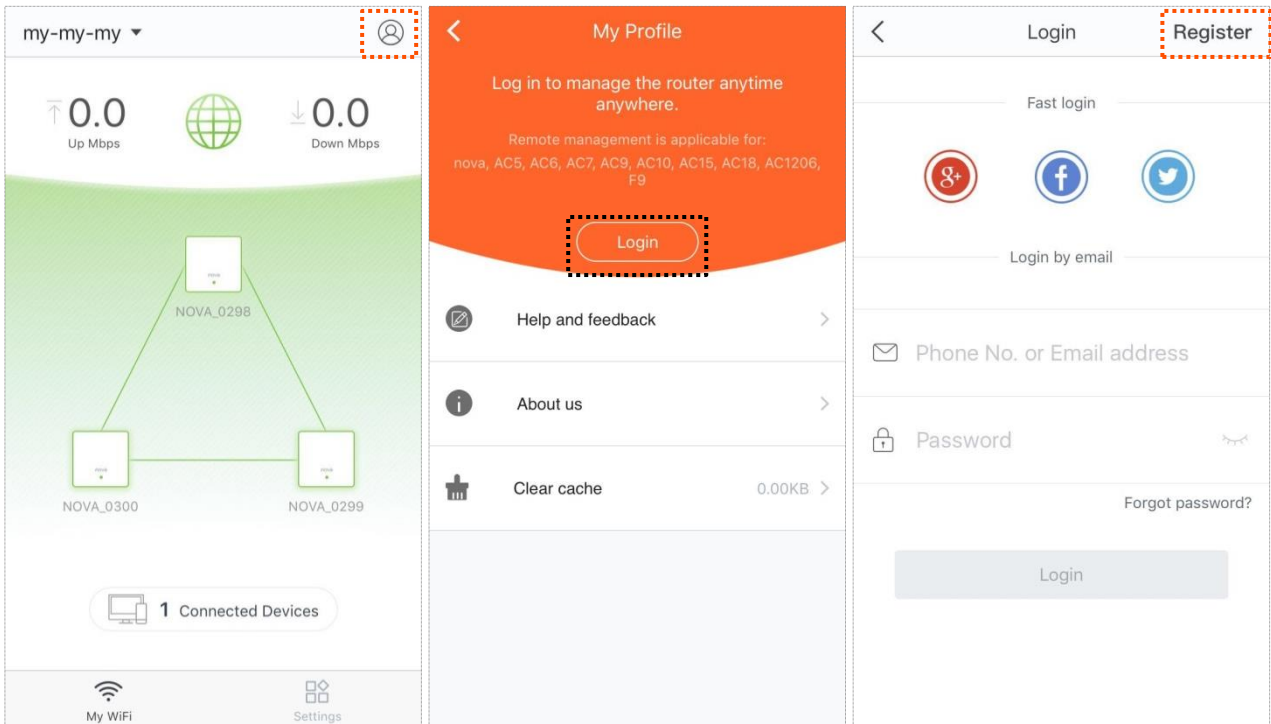 my-my-my
0.0
Up Mbps
0.0
Down Mbps
nova
NOVA_0298
nova
NOVA_0300
nova
NOVA_0299
1 Connected Devices
My WiFi
Settings
My Profile
Log in to manage the router anytime
anywhere.
Remote management is applicable for:
nova, AC5, AC6, AC7, AC9, AC10, AC15, AC18, AC1206,
F9
Login
Help and feedback
About us
Clear cache 0.00KB
Login
Register
Fast login
g+
f
Login by email
Phone No. or Email address
Password
Forgot password?
Login